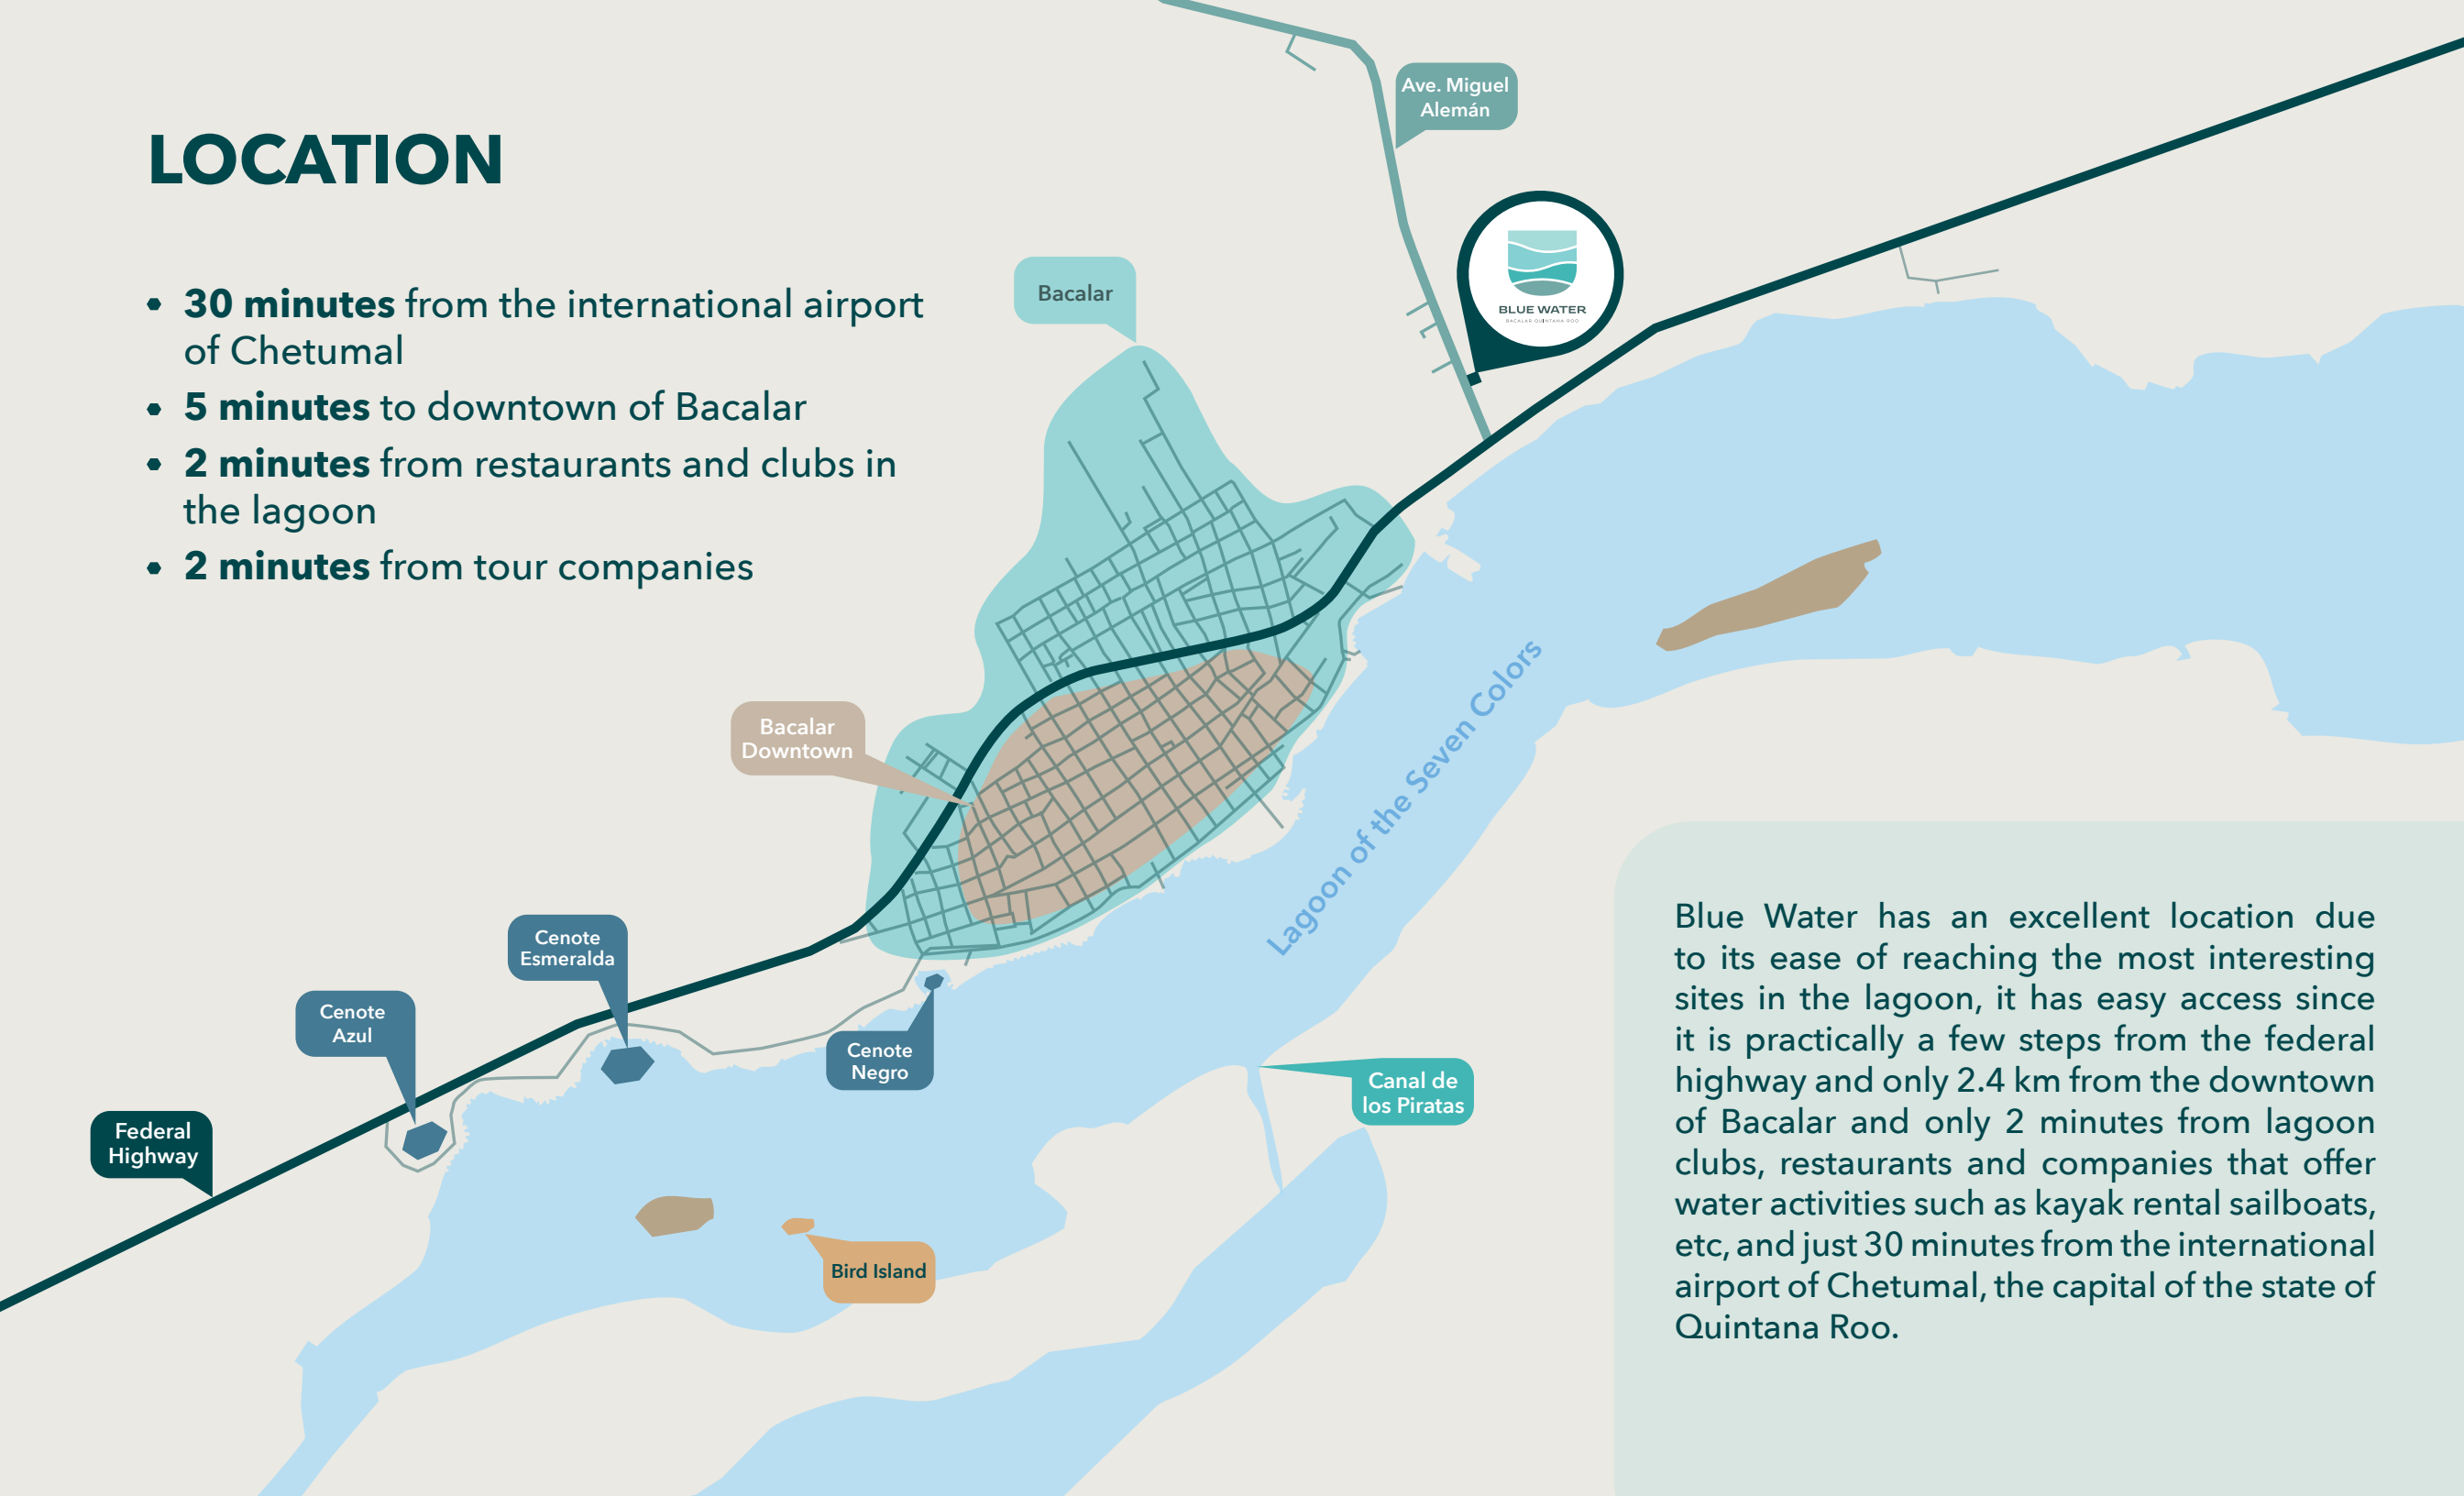 LOCATION
30 minutes from the international airport
of Chetumal
5 minutes to downtown of Bacalar
2 minutes from restaurants and clubs in
the lagoon
2 minutes from tour companies
Ave. Miguel
Alemán
BLUE WATER
BACALAR QUINTANA ROO
Bacalar
Bacalar
Downtown
Lagoon of the Seven Colors
Cenote
Esmeralda
Cenote
Azul
Cenote
Negro
Federal
Highway
Canal de
los Piratas
Bird Island
Blue Water has an excellent location due
to its ease of reaching the most interesting
sites in the lagoon, it has easy access since
it is practically a few steps from the federal
highway and only 2.4 km from the downtown
of Bacalar and only 2 minutes from lagoon
clubs, restaurants and companies that offer
water activities such as kayak rental sailboats,
etc, and just 30 minutes from the international
airport of Chetumal, the capital of the state of
Quintana Roo.